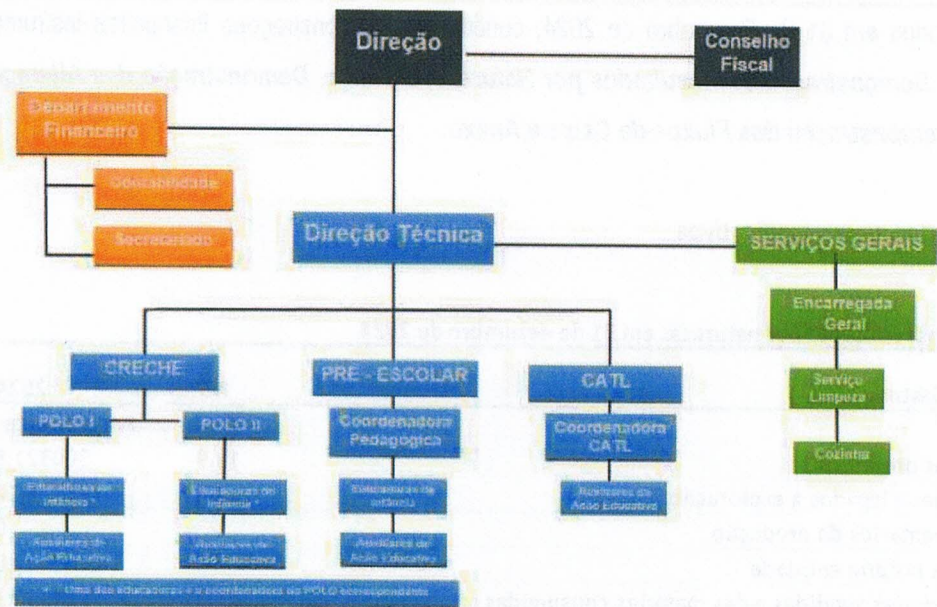 Direção
Conselho
Fiscal
Departamento
Financeiro
Contabilidade
Secretariado
Direção Técnica
SERVIÇOS GERAIS
Encarregada
Geral
Serviço
Limpeza
Cozinha
CRECHE
PRE - ESCOLAR
CATL
POLO I
POLO II
Coordenadora
Pedagógica
Coordenadora
CATL
Educadoras de
Infância *
Educadoras de
Infância
Educadoras de
Infância
Auxiliares de
Ação Educativa
Auxiliares de
Ação Educativa
Auxiliares de
Ação Educativa
Auxiliares de
Ação Educativa
Uma das educadoras é a coordenadora do POLO correspondente